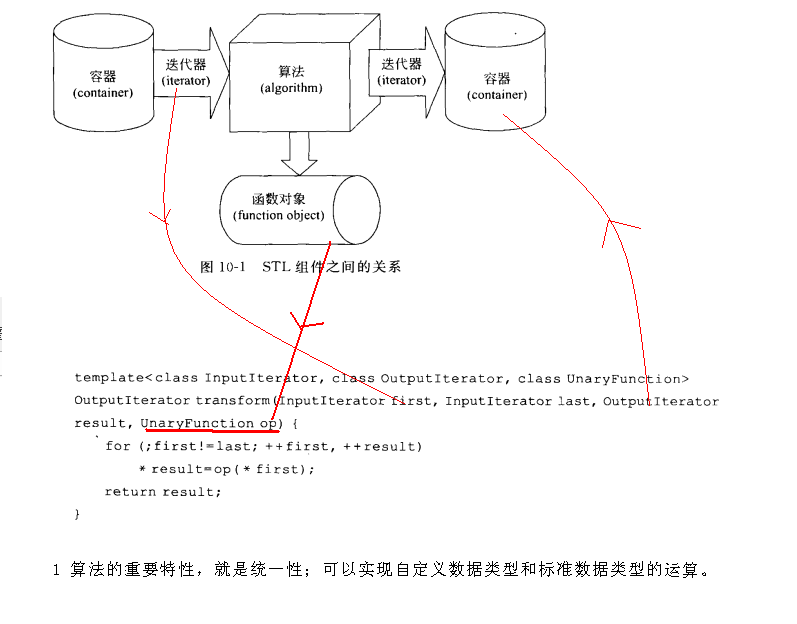 容器
(container)
迭代器
(iterator)
算法
(algorithm)
迭代器
(iterator)
容器
(container)
函数对象
(function object)
图 10-1 STL 组件之间的关系
template<class InputIterator, class OutputIterator, class UnaryFunction>
OutputIterator transform(InputIterator first, InputIterator last, OutputIterator
result, UnaryFunction op) {
for (;first!=last; ++first, ++result)
* result=op(* first);
return result;
}
1 算法的重要特性，就是统一性；可以实现自定义数据类型和标准数据类型的运算。